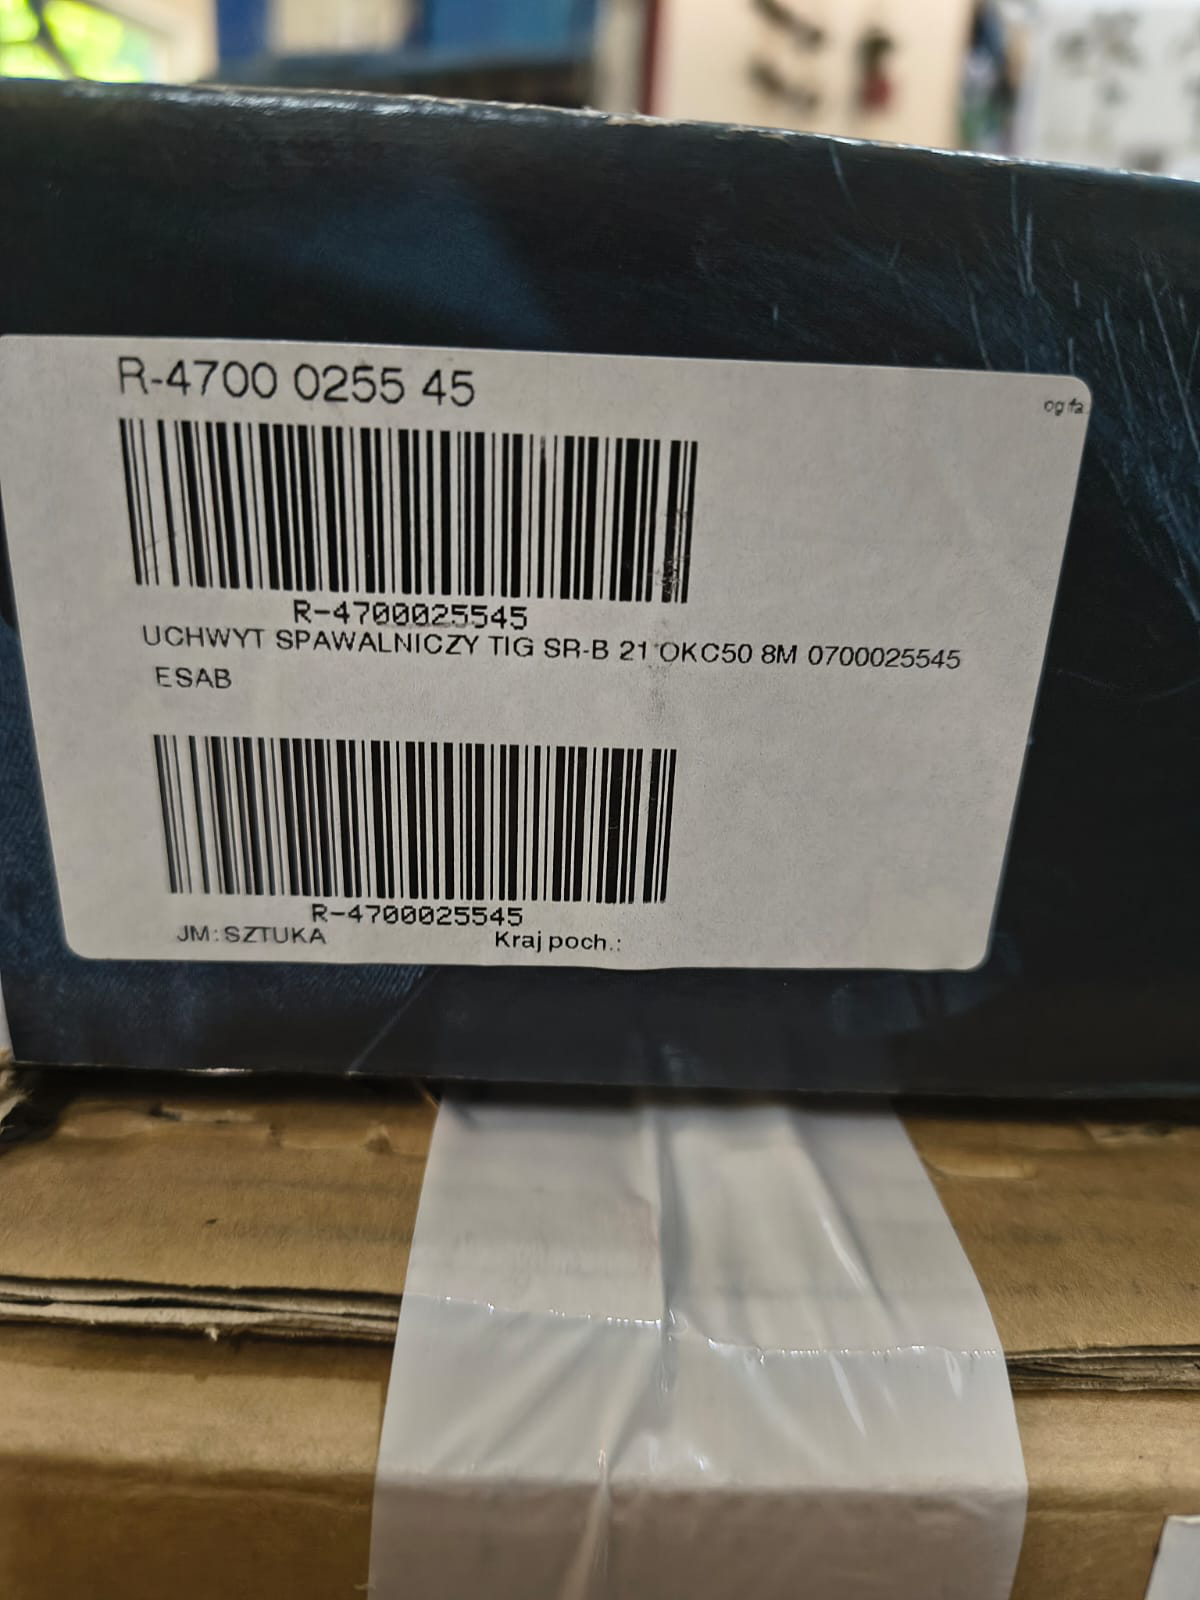 R-4700 0255 45
R-4700025545
UCHWYT SPAWALNICZY TIG SR-B 21 OKC50 8M 0700025545
ESAB
R-4700025545
JM:SZTUKA Kraj poch.: